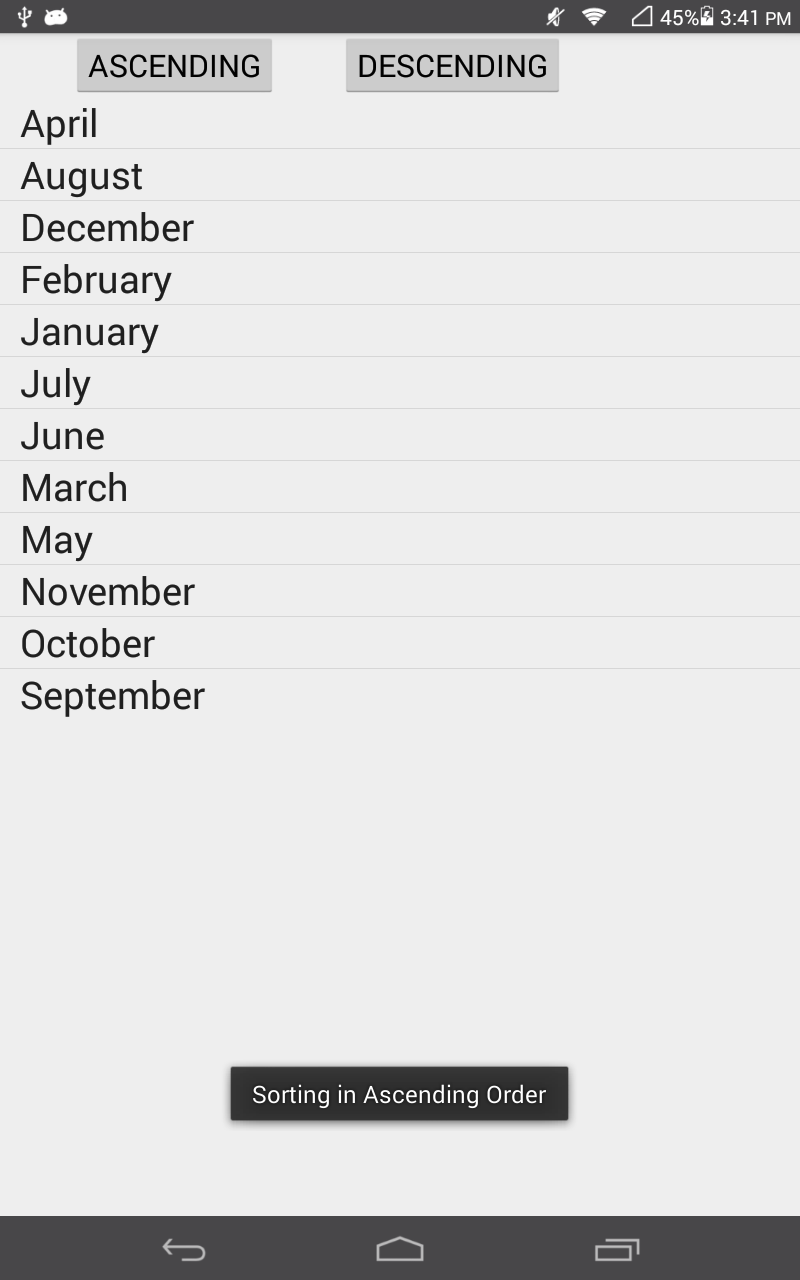 45% 3:41 PM
ASCENDING DESCENDING
April
August
December
February
January
July
June
March
May
November
October
September
Sorting in Ascending Order